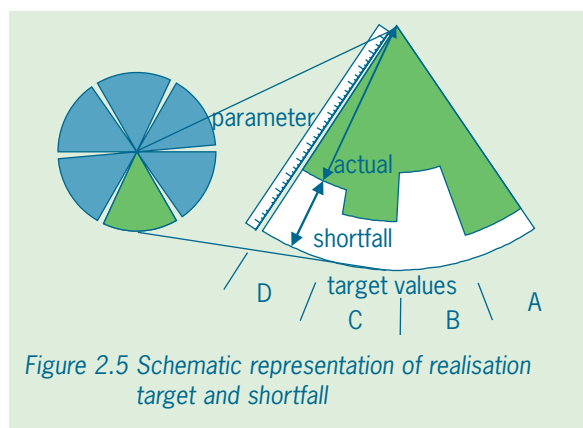 parameter
actual
shortfall
target values
D
C
B
A
Figure 2.5 Schematic representation of realisation
target and shortfall